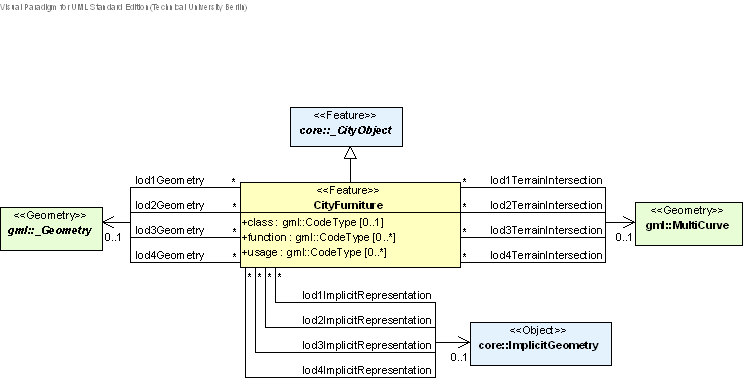 Visual Paradigm for UML Standard Edition(Technical University Berlin)
<<Feature>>
core::_CityObject
<<Feature>>
CityFurniture
+class : gml::CodeType [0..1]
+function : gml::CodeType [0..*]
+usage : gml::CodeType [0..*]
lod1Geometry *
lod2Geometry *
lod3Geometry *
lod4Geometry *
<<Geometry>>
gml::_Geometry
0..1
* lod1TerrainIntersection
* lod2TerrainIntersection
* lod3TerrainIntersection
* lod4TerrainIntersection
<<Geometry>>
gml::MultiCurve
0..1
* * * *
lod1ImplicitRepresentation
lod2ImplicitRepresentation
lod3ImplicitRepresentation
lod4ImplicitRepresentation
0..1
<<Object>>
core::ImplicitGeometry